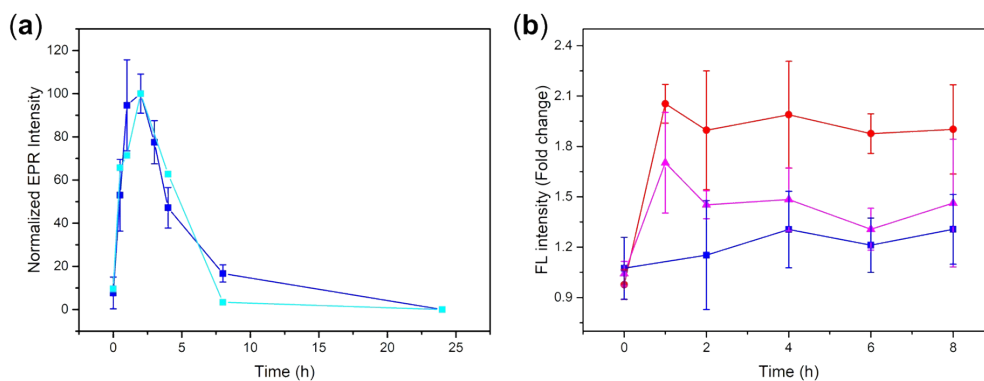 (a)
Normalized EPR Intensity
120
100
80
60
40
20
0
0 5 10 15 20 25
Time (h)
(b)
FL intensity (Fold change)
2.4
2.1
1.8
1.5
1.2
0.9
0 2 4 6 8
Time (h)